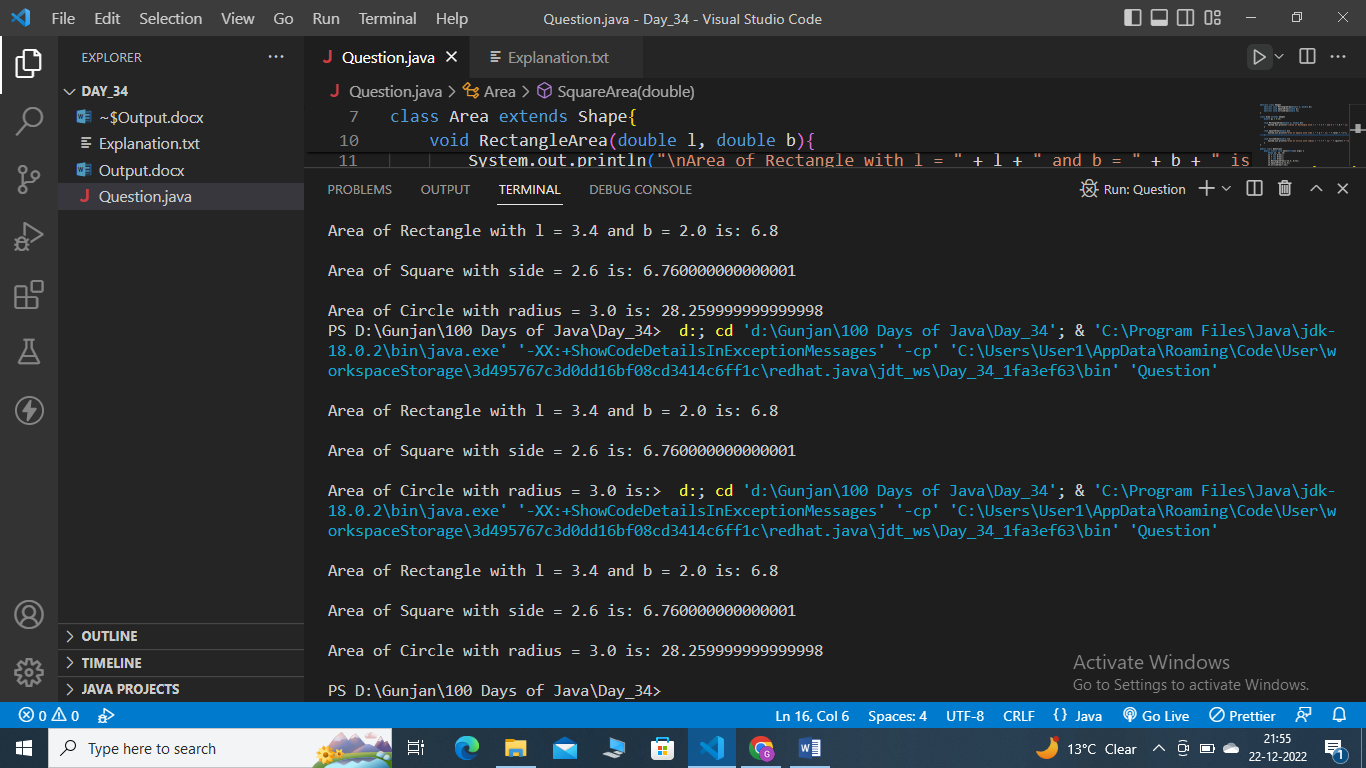 File Edit Selection View Go Run Terminal Help
Question.java - Day_34 - Visual Studio Code
EXPLORER
DAY_34
~$Output.docx
Explanation.txt
Output.docx
Question.java
OUTLINE
TIMELINE
JAVA PROJECTS
Question.java
Explanation.txt
Question.java > Area > SquareArea(double)
7 class Area extends Shape{
10 void RectangleArea(double l, double b){
11 System.out.println("\nArea of Rectangle with l = " + l + " and b = " + b + " is
PROBLEMS OUTPUT TERMINAL DEBUG CONSOLE
Run: Question
Area of Rectangle with l = 3.4 and b = 2.0 is: 6.8
Area of Square with side = 2.6 is: 6.760000000000001
Area of Circle with radius = 3.0 is: 28.259999999999998
PS D:\Gunjan\100 Days of Java\Day_34>  d:; cd 'd:\Gunjan\100 Days of Java\Day_34'; & 'C:\Program Files\Java\jdk-
18.0.2\bin\java.exe' '-XX:+ShowCodeDetailsInExceptionMessages' '-cp' 'C:\Users\User1\AppData\Roaming\Code\User\w
orkspaceStorage\3d495767c3d0dd16bf08cd3414c6ff1c\redhat.java\jdt_ws\Day_34_1fa3ef63\bin' 'Question'
Area of Rectangle with l = 3.4 and b = 2.0 is: 6.8
Area of Square with side = 2.6 is: 6.760000000000001
Area of Circle with radius = 3.0 is:>  d:; cd 'd:\Gunjan\100 Days of Java\Day_34'; & 'C:\Program Files\Java\jdk-
18.0.2\bin\java.exe' '-XX:+ShowCodeDetailsInExceptionMessages' '-cp' 'C:\Users\User1\AppData\Roaming\Code\User\w
orkspaceStorage\3d495767c3d0dd16bf08cd3414c6ff1c\redhat.java\jdt_ws\Day_34_1fa3ef63\bin' 'Question'
Area of Rectangle with l = 3.4 and b = 2.0 is: 6.8
Area of Square with side = 2.6 is: 6.760000000000001
Area of Circle with radius = 3.0 is: 28.259999999999998
PS D:\Gunjan\100 Days of Java\Day_34>
Activate Windows
Go to Settings to activate Windows.
0 0
Ln 16, Col 6 Spaces: 4 UTF-8 CRLF {} Java Go Live Prettier
Type here to search
13°C Clear
21:55
22-12-2022
1